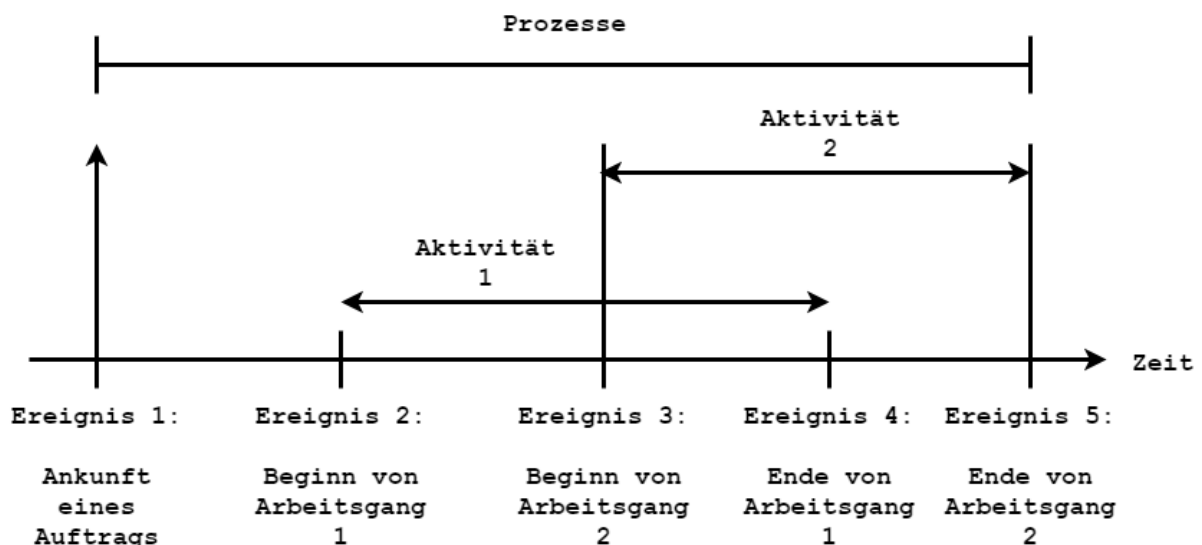 Prozesse
Aktivität
2
Aktivität
1
Zeit
Ereignis 1:
Ereignis 2:
Ereignis 3:
Ereignis 4:
Ereignis 5:
Ankunft
eines
Auftrags
Beginn von
Arbeitsgang
1
Beginn von
Arbeitsgang
2
Ende von
Arbeitsgang
1
Ende von
Arbeitsgang
2